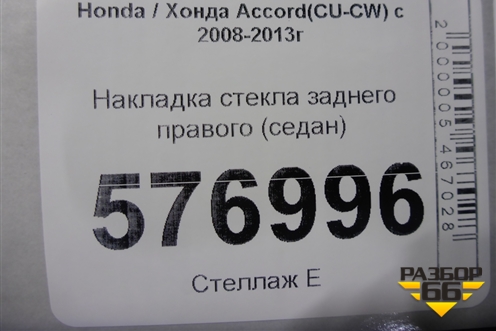 Honda / Хонда Accord(CU-CW) с
2008-2013г
Накладка стекла заднего
правого (седан)
576996
Стеллаж Е
2000005467028
РАЗБОР
66